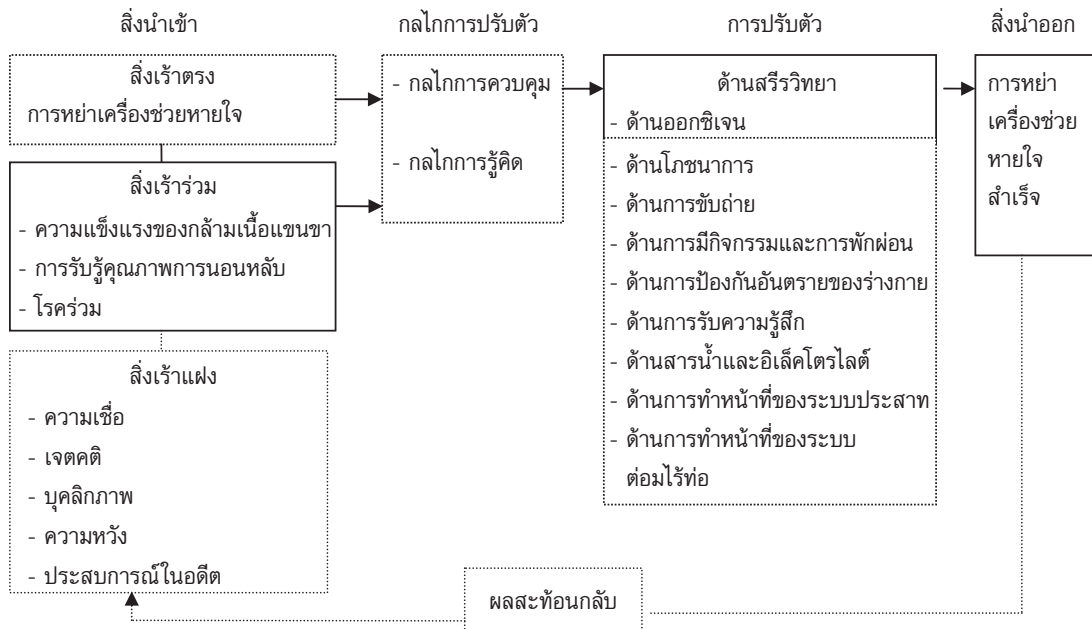 สิ่งนำเข้า
กลไกการปรับตัว
การปรับตัว
สิ่งนำออก
สิ่งเร้าตรง
การหย่าเครื่องช่วยหายใจ
สิ่งเร้าร่วม
- ความแข็งแรงของกล้ามเนื้อแขนขา
- การรับรู้คุณภาพการนอนหลับ
- โรคร่วม
สิ่งเร้าแฝง
- ความเชื่อ
- เจตคติ
- บุคลิกภาพ
- ความหวัง
- ประสบการณ์ในอดีต
- กลไกการควบคุม
- กลไกการรู้คิด
ด้านสรีรวิทยา
- ด้านออกซิเจน
- ด้านโภชนาการ
- ด้านการขับถ่าย
- ด้านการมีกิจกรรมและการพักผ่อน
- ด้านการป้องกันอันตรายของร่างกาย
- ด้านการรับความรู้สึก
- ด้านสารน้ำและอิเล็คโตรไลต์
- ด้านการทำหน้าที่ของระบบประสาท
- ด้านการทำหน้าที่ของระบบ
ต่อมไร้ท่อ
การหย่า
เครื่องช่วย
หายใจ
สำเร็จ
ผลสะท้อนกลับ